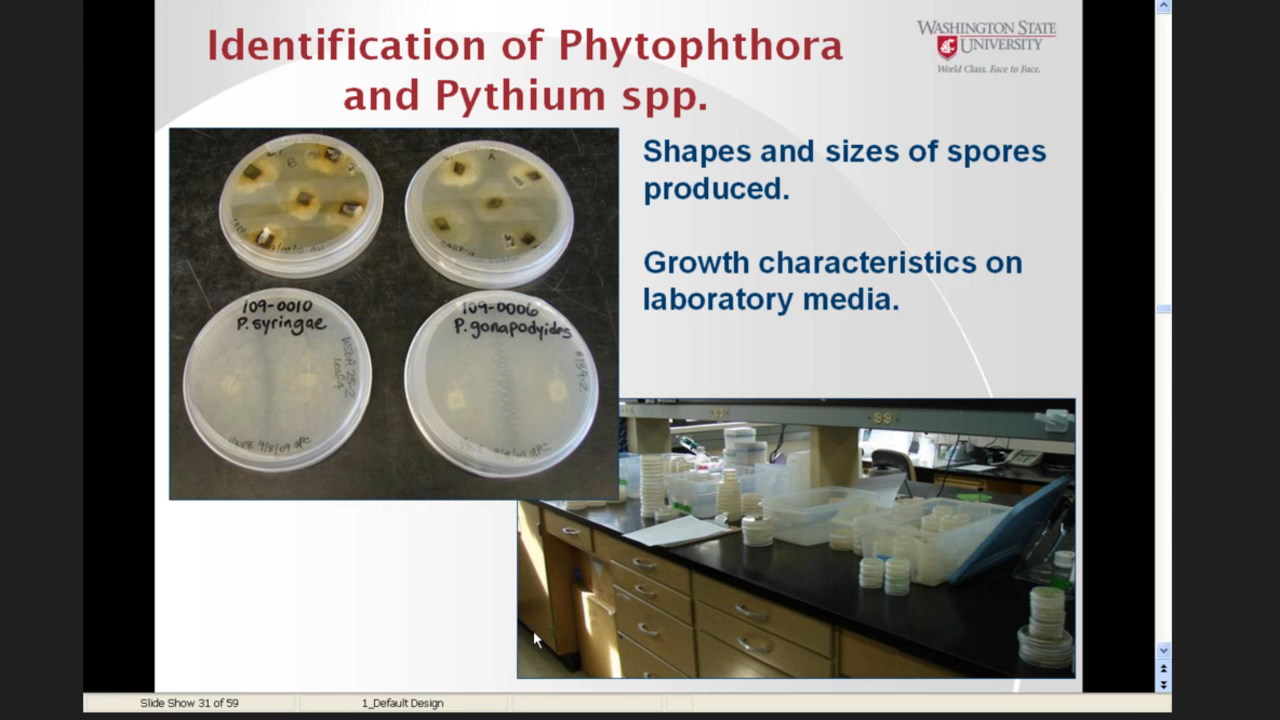 Identification of Phytophthora
and Pythium spp.
WASHINGTON STATE
UNIVERSITY
World Class. Face to Face.
Shapes and sizes of spores
produced.
Growth characteristics on
laboratory media.
B
A
109-0010
P. syringae
109-0006
P. gonapodyides
Slide Show 31 of 59
1_Default Design